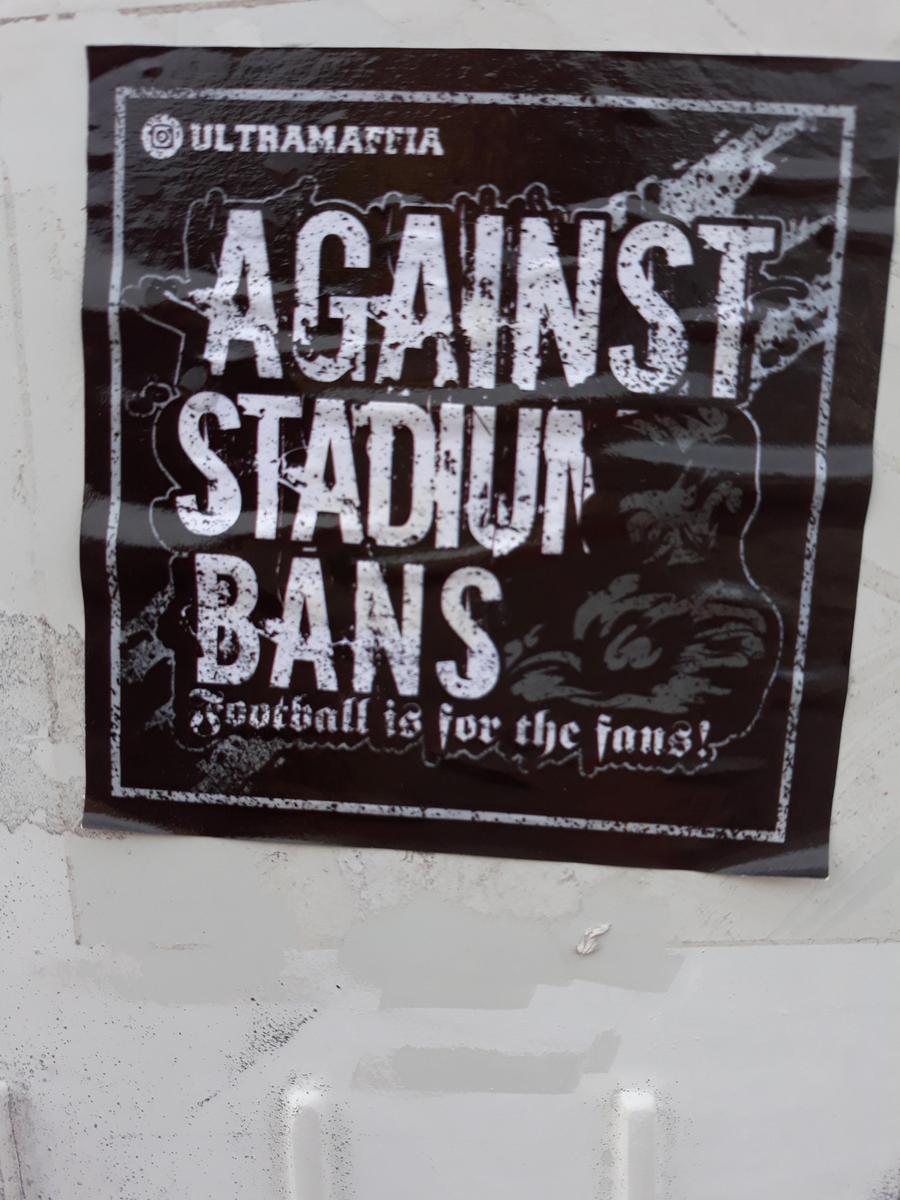 ULTRAMAFFIA
AGAINST
STADIUM
BANS
Football is for the fans!